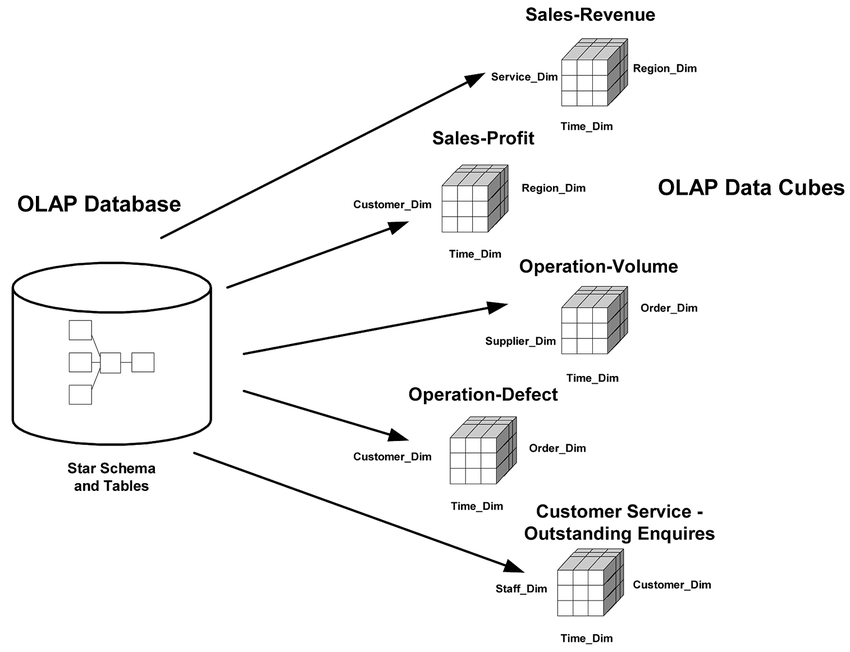 Sales-Revenue
Service_Dim
Region_Dim
Time_Dim
Sales-Profit
Customer_Dim
Region_Dim
Time_Dim
OLAP Data Cubes
OLAP Database
Operation-Volume
Supplier_Dim
Order_Dim
Time_Dim
Operation-Defect
Customer_Dim
Order_Dim
Time_Dim
Star Schema
and Tables
Customer Service -
Outstanding Enquires
Staff_Dim
Customer_Dim
Time_Dim